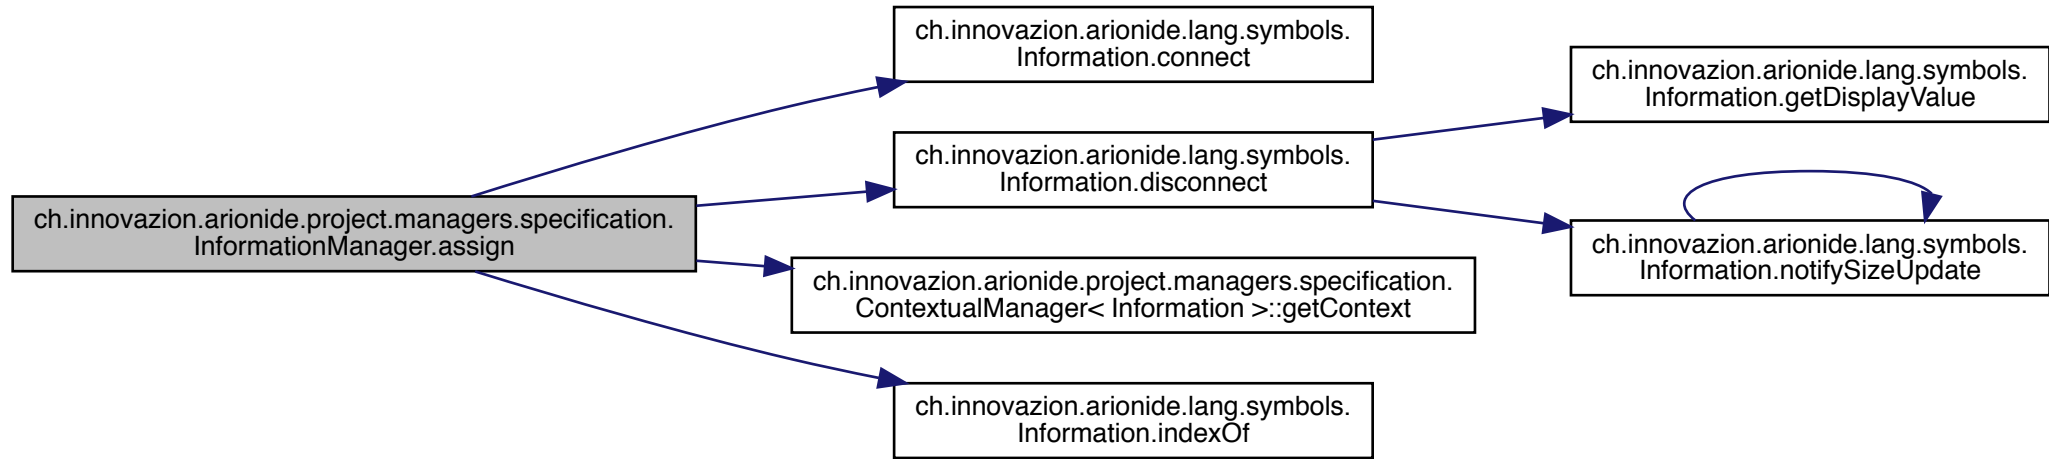 ch.innovazion.arionide.project.managers.specification.
InformationManager.assign
ch.innovazion.arionide.lang.symbols.
Information.connect
ch.innovazion.arionide.lang.symbols.
Information.disconnect
ch.innovazion.arionide.project.managers.specification.
ContextualManager< Information >::getContext
ch.innovazion.arionide.lang.symbols.
Information.indexOf
ch.innovazion.arionide.lang.symbols.
Information.getDisplayValue
ch.innovazion.arionide.lang.symbols.
Information.notifySizeUpdate